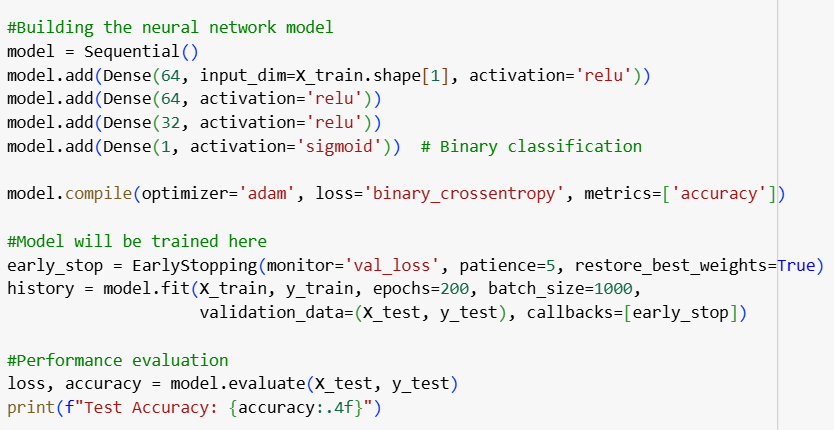 #Building the neural network model
model = Sequential()
model.add(Dense(64, input_dim=X_train.shape[1], activation='relu'))
model.add(Dense(64, activation='relu'))
model.add(Dense(32, activation='relu'))
model.add(Dense(1, activation='sigmoid'))  # Binary classification
model.compile(optimizer='adam', loss='binary_crossentropy', metrics=['accuracy'])
#Model will be trained here
early_stop = EarlyStopping(monitor='val_loss', patience=5, restore_best_weights=True)
history = model.fit(X_train, y_train, epochs=200, batch_size=1000,
                    validation_data=(X_test, y_test), callbacks=[early_stop])
#Performance evaluation
loss, accuracy = model.evaluate(X_test, y_test)
print(f"Test Accuracy: {accuracy:.4f}")